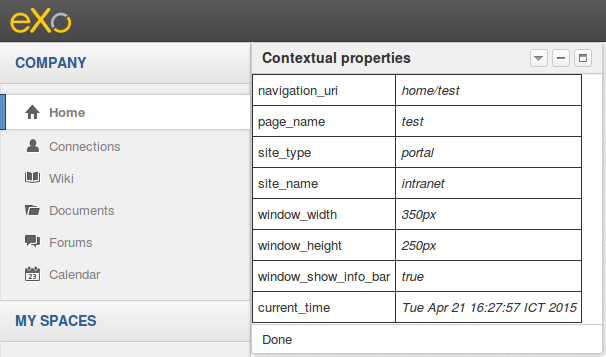 eXo
COMPANY
Home
Connections
Wiki
Documents
Forums
23 Calendar
MY SPACES
Contextual properties
navigation_uri home/test
page_name test
site_type portal
site_name intranet
window_width 350px
window_height 250px
window_show_info_bar true
current_time Tue Apr 21 16:27:57 ICT 2015
Done